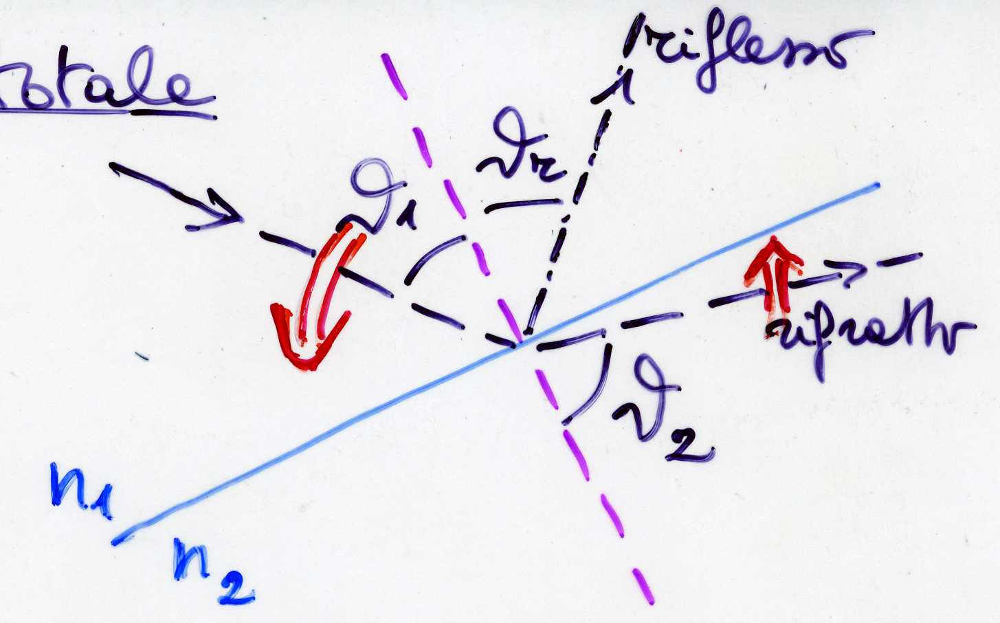 totale
riflesso
ϑr
ϑ1
rifratto
ϑ2
n1
n2